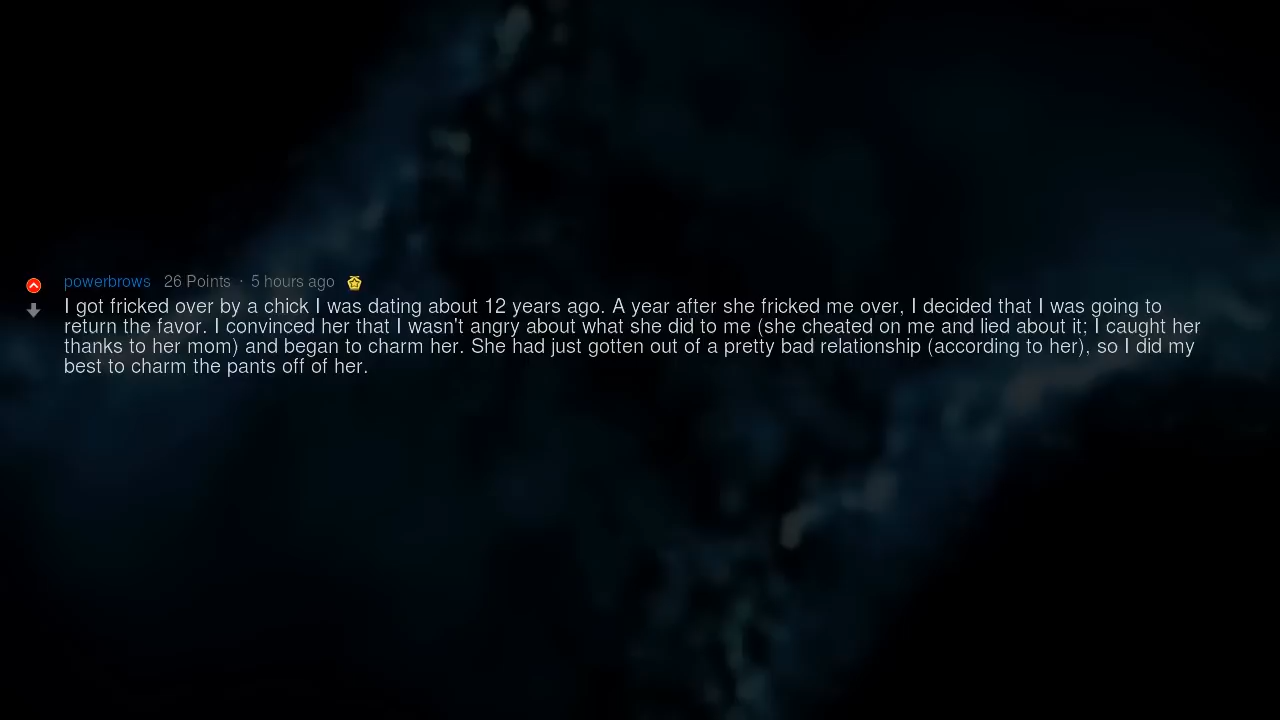 powerbrows 26 Points · 5 hours ago
I got fricked over by a chick I was dating about 12 years ago. A year after she fricked me over, I decided that I was going to
return the favor. I convinced her that I wasn't angry about what she did to me (she cheated on me and lied about it; I caught her
thanks to her mom) and began to charm her. She had just gotten out of a pretty bad relationship (according to her), so I did my
best to charm the pants off of her.